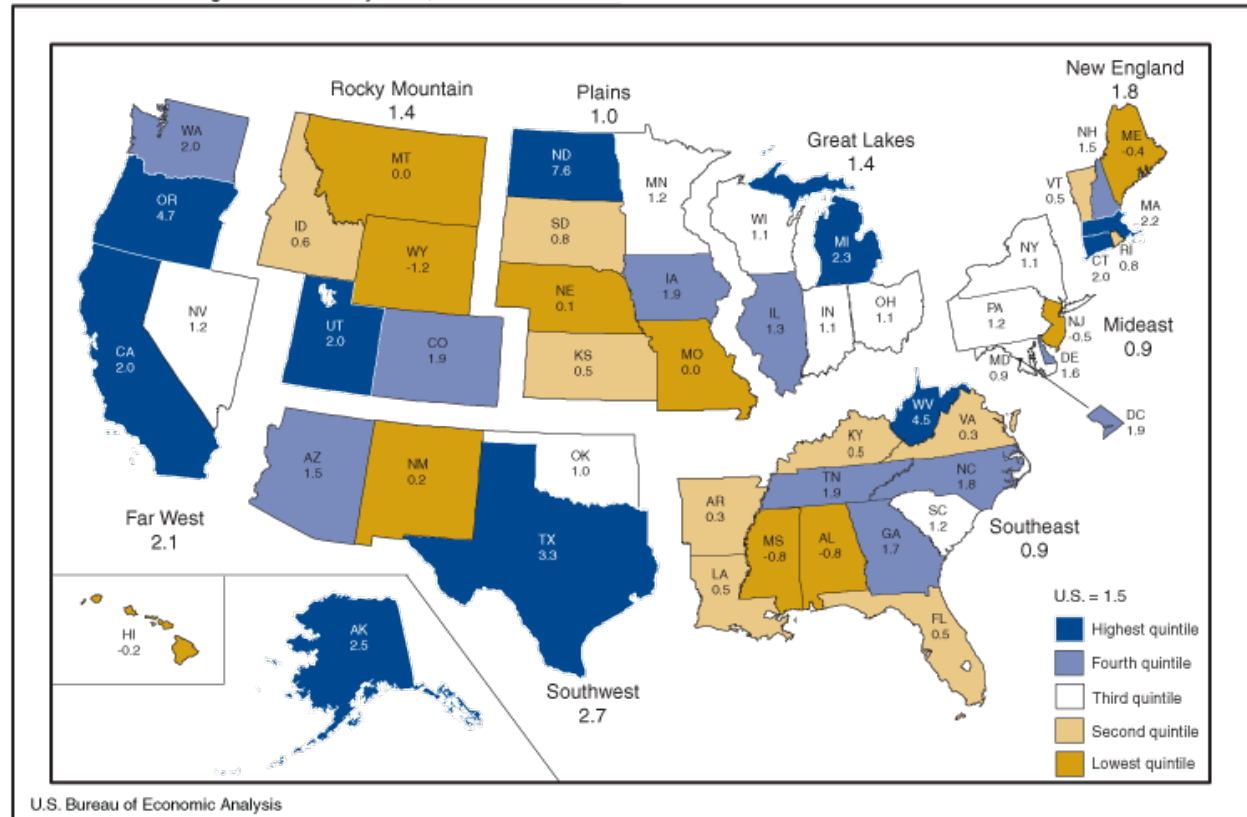 New England
1.8
Rocky Mountain
1.4
Plains
1.0
Great Lakes
1.4
WA
2.0
OR
4.7
CA
2.0
NV
1.2
ID
0.6
MT
0.0
WY
-1.2
UT
2.0
CO
1.9
ND
7.6
SD
0.8
NE
0.1
KS
0.5
MN
1.2
IA
1.9
MO
0.0
WI
1.1
MI
2.3
IL
1.3
IN
1.1
OH
1.1
NH
1.5
ME
-0.4
VT
0.5
MA
2.2
RI
0.8
CT
2.0
NY
1.1
PA
1.2
NJ
-0.5
Mideast
0.9
MD
0.9
DE
1.6
DC
1.9
AZ
1.5
NM
0.2
OK
1.0
TX
3.3
Far West
2.1
Southwest
2.7
WV
4.5
VA
0.3
KY
0.5
TN
1.9
NC
1.8
AR
0.3
SC
1.2
MS
-0.8
AL
-0.8
GA
1.7
LA
0.5
FL
0.5
Southeast
0.9
HI
-0.2
AK
2.5
U.S. = 1.5
Highest quintile
Fourth quintile
Third quintile
Second quintile
Lowest quintile
U.S. Bureau of Economic Analysis